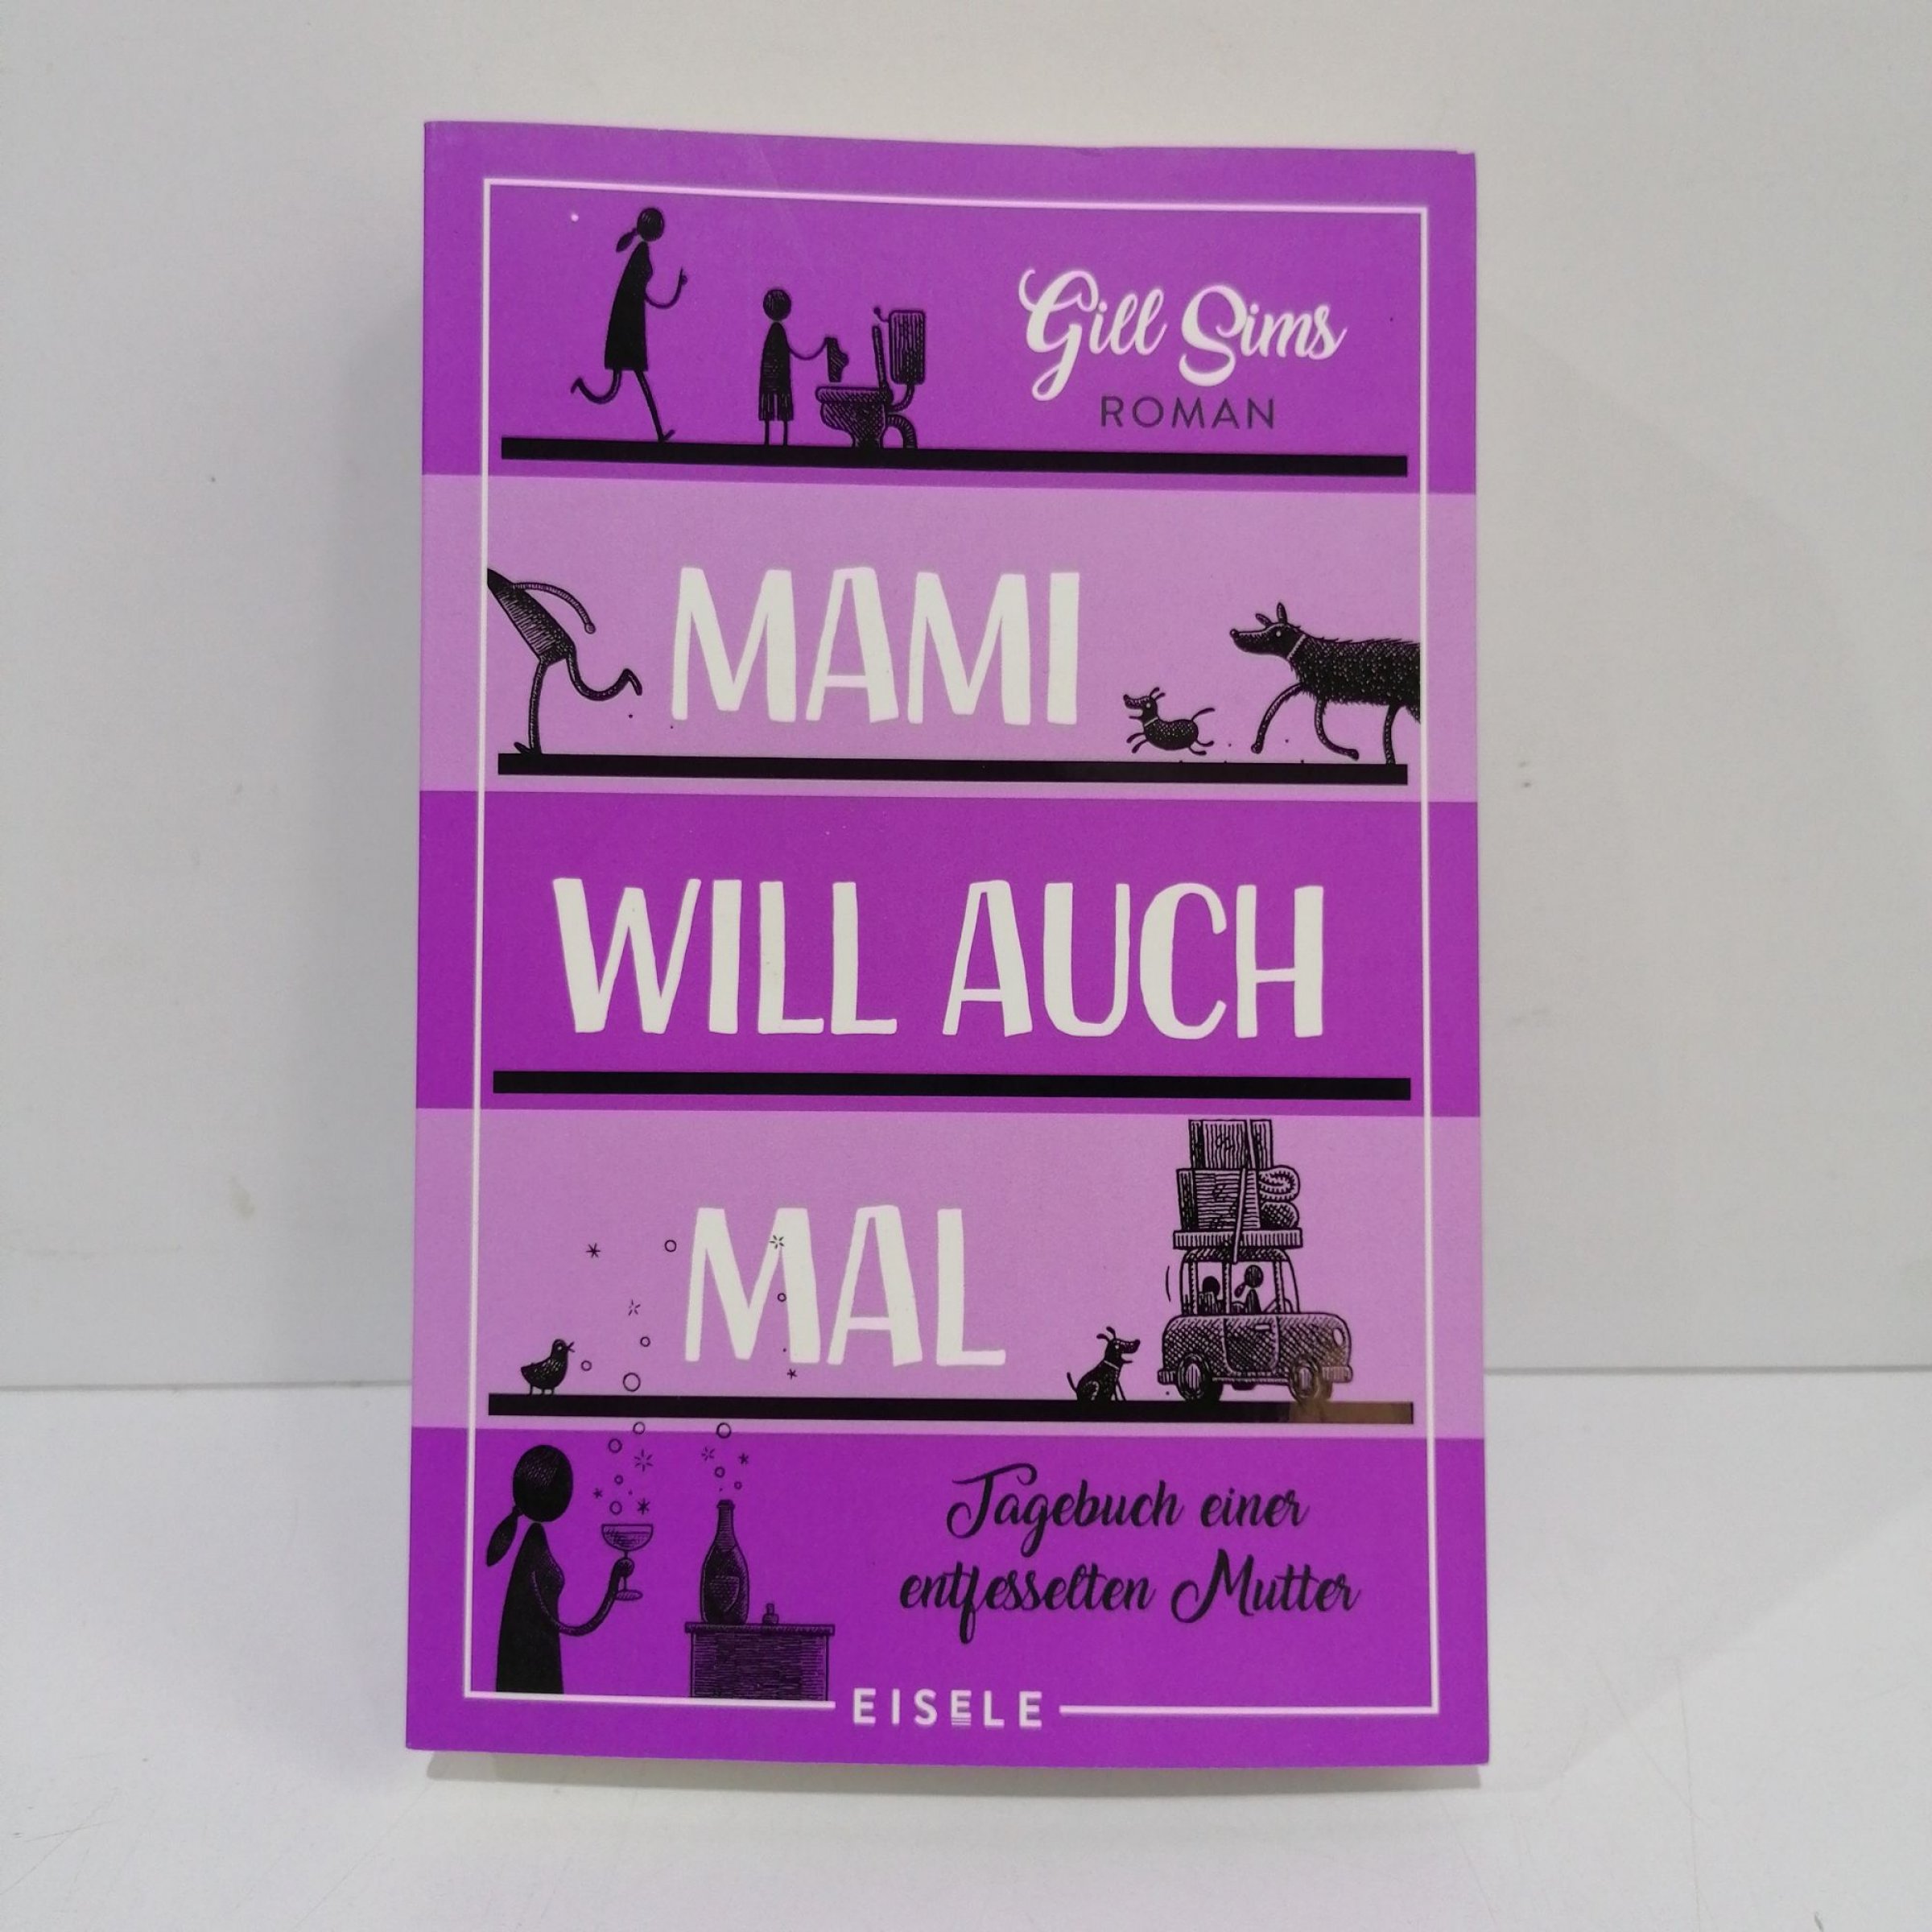 Gill Sims
ROMAN
MAMI
WILL AUCH
MAL
Tagebuch einer
entfesselten Mutter
EISELE